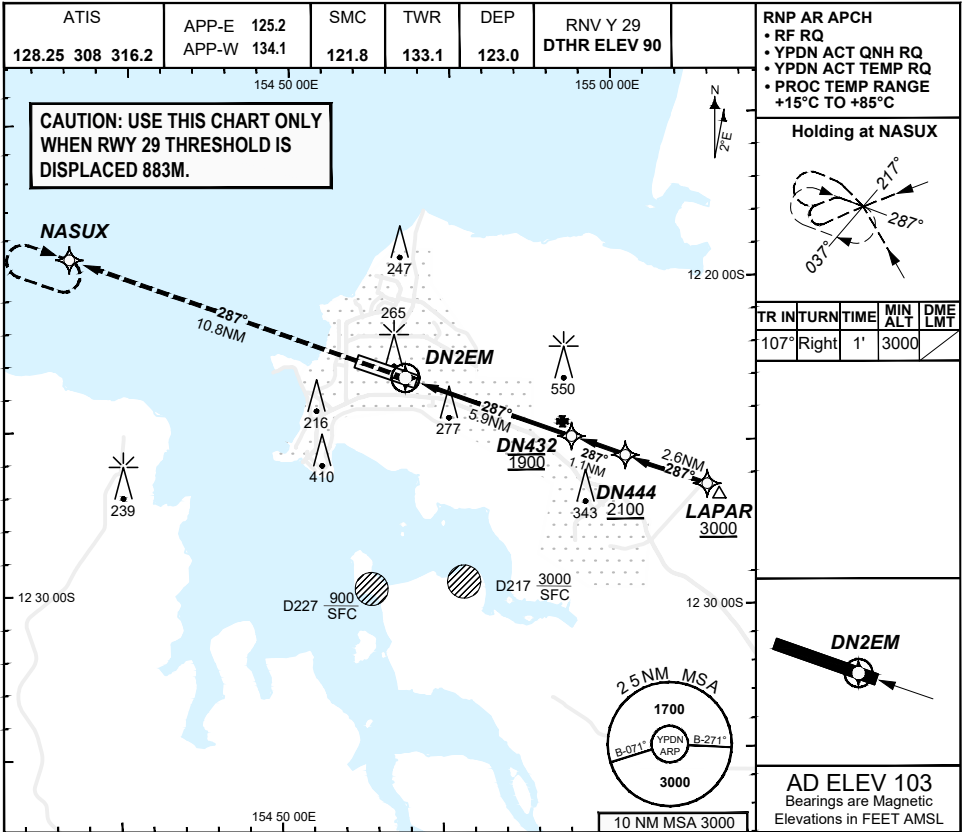 ATIS
128.25 308 316.2
APP-E 125.2
APP-W 134.1
SMC
121.8
TWR
133.1
DEP
123.0
RNV Y 29
DTHR ELEV 90
RNP AR APCH
• RF RQ
• YPDN ACT QNH RQ
• YPDN ACT TEMP RQ
• PROC TEMP RANGE
+15°C TO +85°C
154 50 00E
155 00 00E
CAUTION: USE THIS CHART ONLY
WHEN RWY 29 THRESHOLD IS
DISPLACED 883M.
N
2°E
Holding at NASUX
217°
287°
037°
TR IN TURN TIME MIN ALT DME LMT
107° Right 1' 3000
NASUX
247
12 20 00S
287°
10.8NM
265
DN2EM
550
216
277
287°
5.9NM
DN432
1900
287°
1.1NM
2.6NM
287°
410
239
343
DN444
2100
LAPAR
3000
12 30 00S
D227 900
SFC
D217 3000
SFC
12 30 00S
DN2EM
25NM MSA
1700
B-071°
YPDN
ARP
B-271°
3000
10 NM MSA 3000
154 50 00E
AD ELEV 103
Bearings are Magnetic
Elevations in FEET AMSL